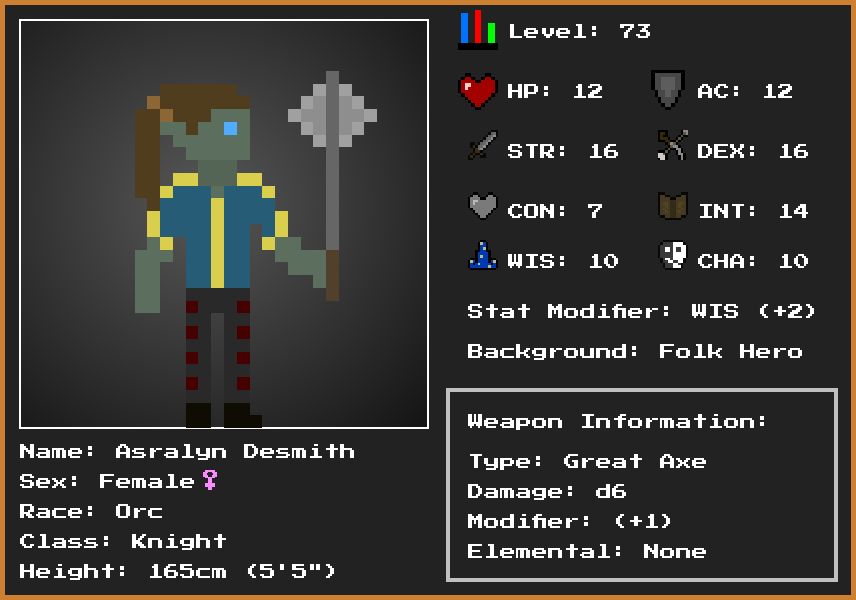 Level: 73
HP: 12 AC: 12
STR: 16 DEX: 16
CON: 7 INT: 14
WIS: 10 CHA: 10
Stat Modifier: WIS (+2)
Background: Folk Hero
Weapon Information:
Type: Great Axe
Damage: d6
Modifier: (+1)
Elemental: None
Name: Asralyn Desmith
Sex: Female♀
Race: Orc
Class: Knight
Height: 165cm (5'5")